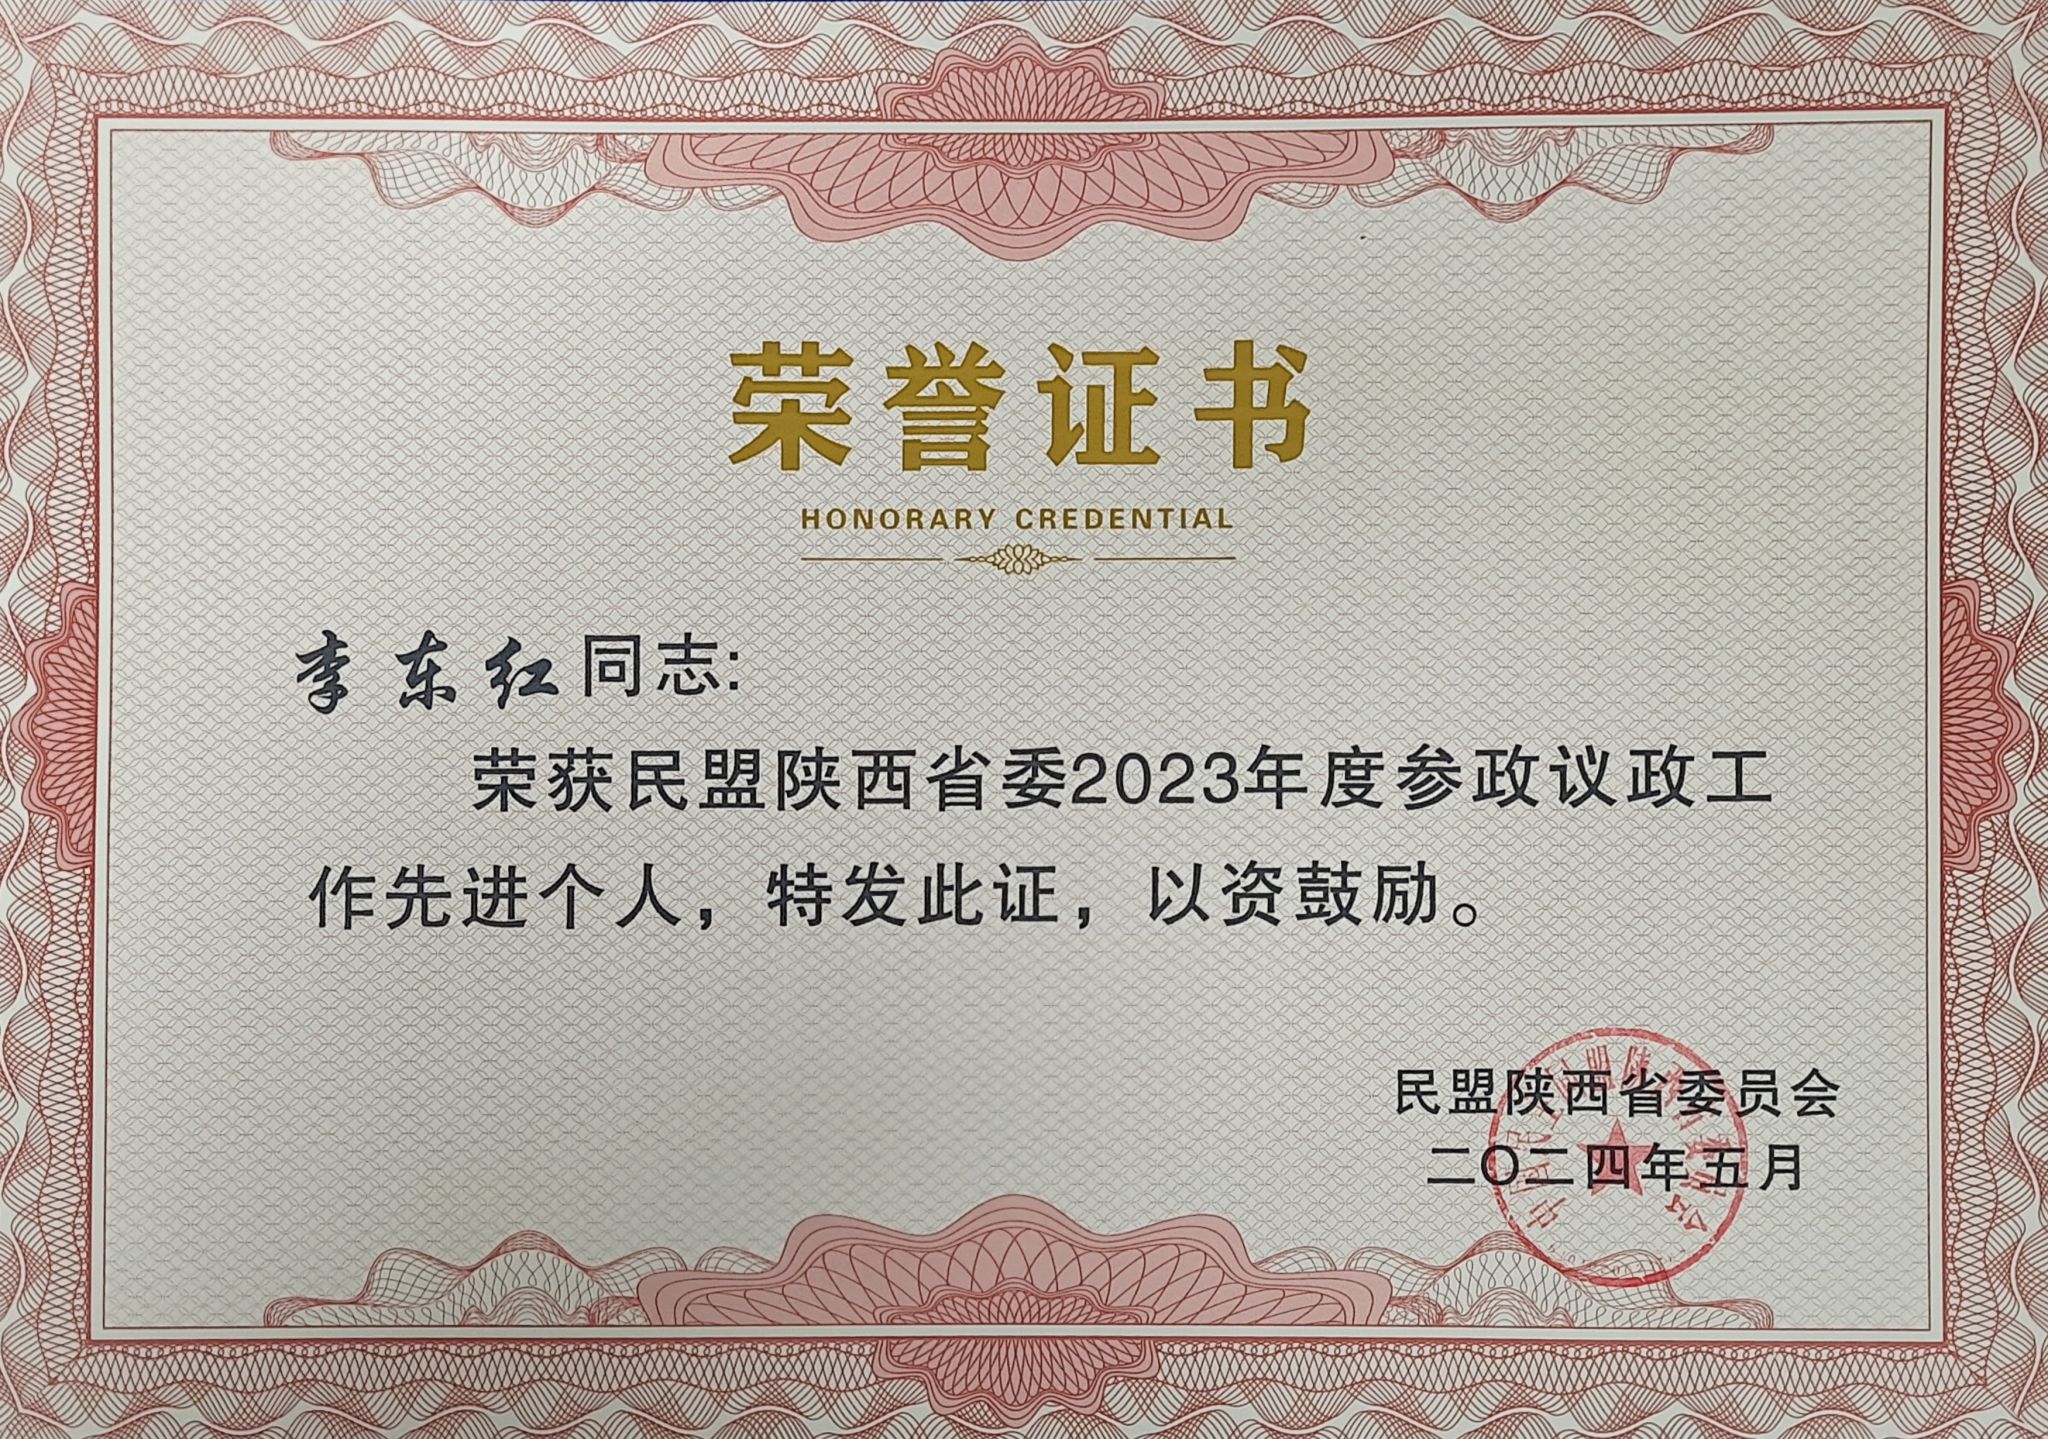 荣誉证书
HONORARY CREDENTIAL
李东红同志:
荣获民盟陕西省委2023年度参政议政工
作先进个人，特发此证，以资鼓励。
民盟陕西省委员会
二〇二四年五月